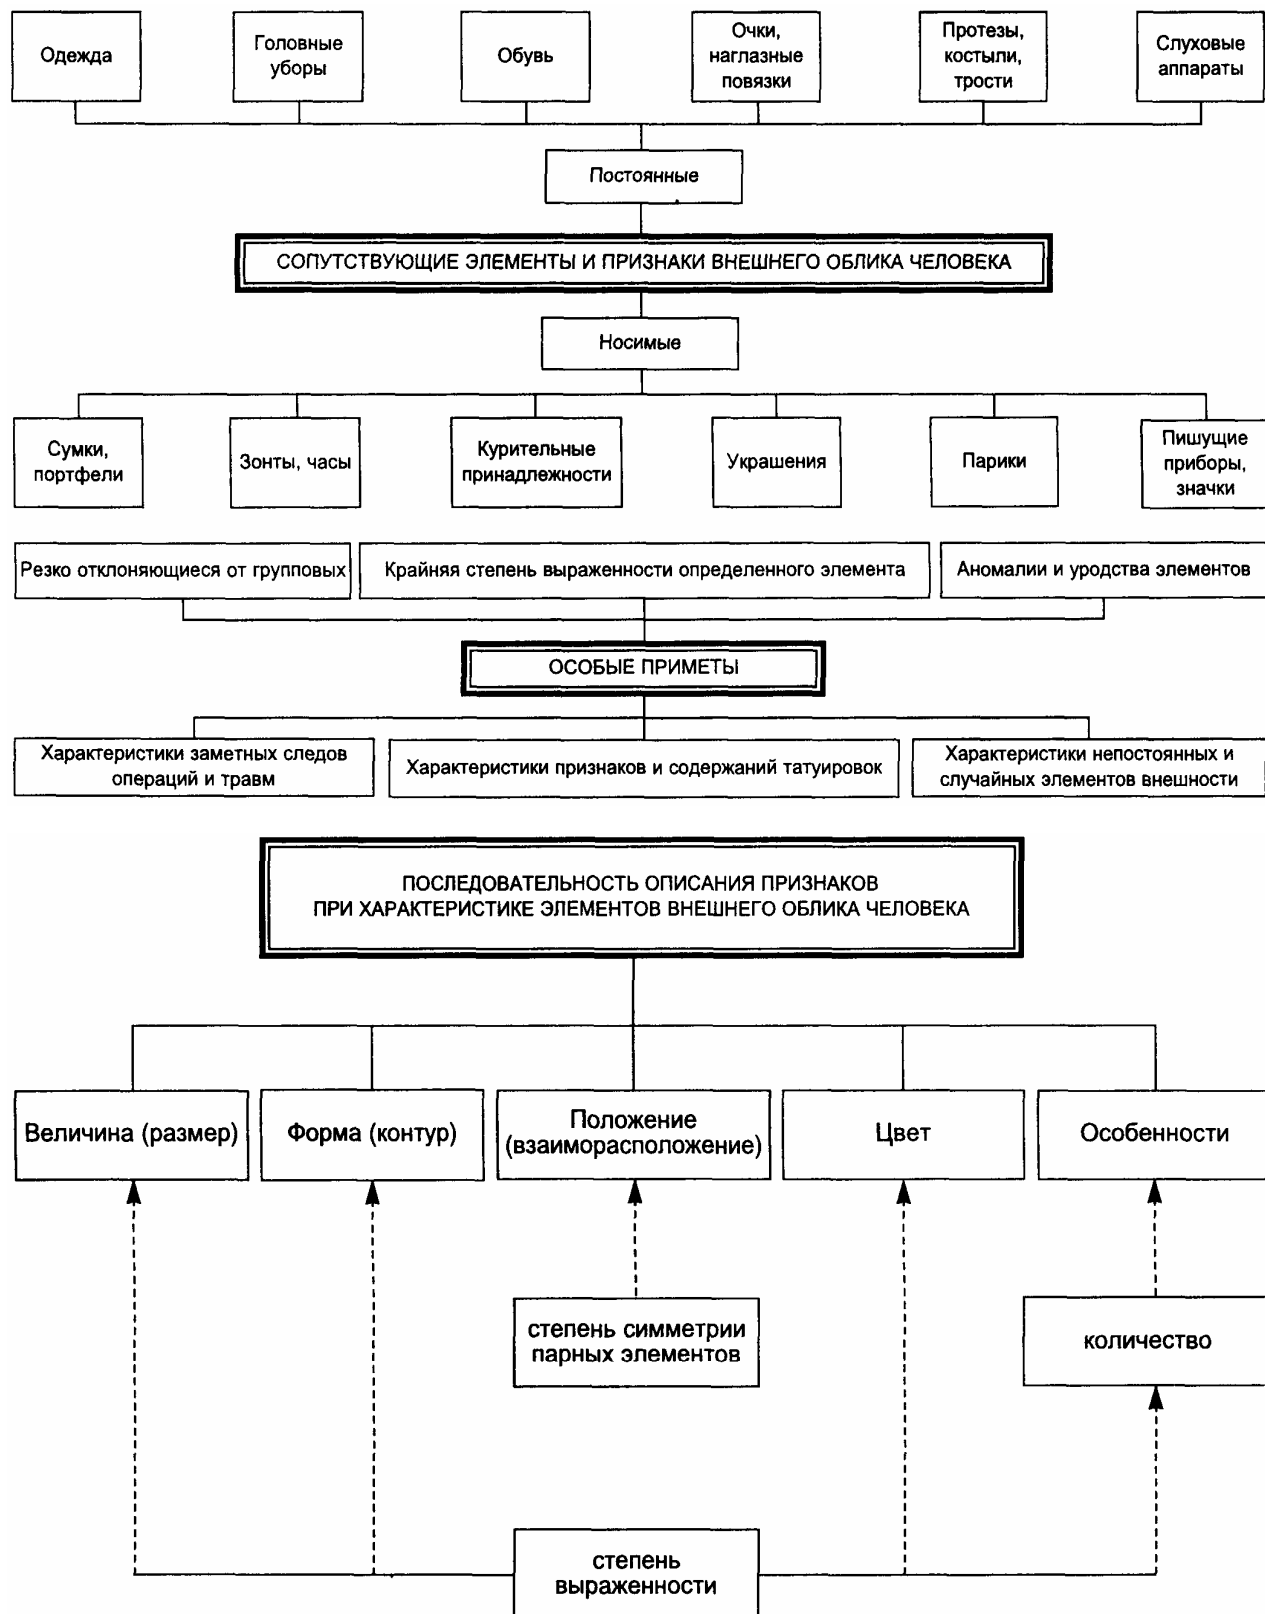 Одежда
Головные
уборы
Обувь
Очки,
наглазные
повязки
Протезы,
костыли,
трости
Слуховые
аппараты
Постоянные
СОПУТСТВУЮЩИЕ ЭЛЕМЕНТЫ И ПРИЗНАКИ ВНЕШНЕГО ОБЛИКА ЧЕЛОВЕКА
Носимые
Сумки,
портфели
Зонты, часы
Курительные
принадлежности
Украшения
Парики
Пишущие
приборы,
значки
Резко отклоняющиеся от групповых
Крайняя степень выраженности определенного элемента
Аномалии и уродства элементов
ОСОБЫЕ ПРИМЕТЫ
Характеристики заметных следов
операций и травм
Характеристики признаков и содержаний татуировок
Характеристики непостоянных и
случайных элементов внешности
ПОСЛЕДОВАТЕЛЬНОСТЬ ОПИСАНИЯ ПРИЗНАКОВ
ПРИ ХАРАКТЕРИСТИКЕ ЭЛЕМЕНТОВ ВНЕШНЕГО ОБЛИКА ЧЕЛОВЕКА
Величина (размер)
Форма (контур)
Положение
(взаиморасположение)
Цвет
Особенности
степень симметрии
парных элементов
количество
степень
выраженности